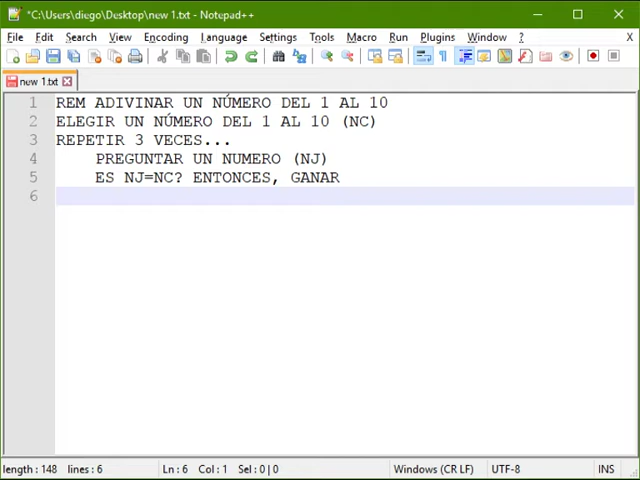 *C:\Users\diego\Desktop\new 1.txt - Notepad++
File Edit Search View Encoding Language Settings Tools Macro Run Plugins Window ? X
new 1.txt
1 REM ADIVINAR UN NÚMERO DEL 1 AL 10
2 ELEGIR UN NÚMERO DEL 1 AL 10 (NC)
3 REPETIR 3 VECES...
4 PREGUNTAR UN NUMERO (NJ)
5 ES NJ=NC? ENTONCES, GANAR
6
length : 148 lines : 6 Ln : 6 Col : 1 Sel : 0 | 0 Windows (CR LF) UTF-8 INS